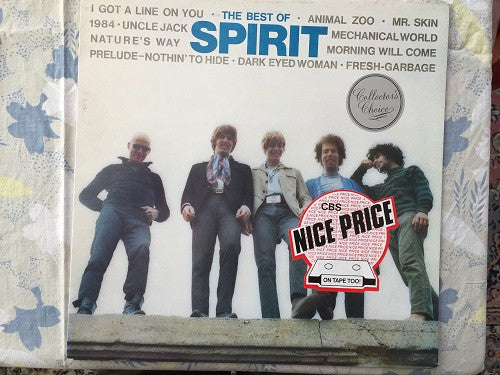 I GOT A LINE ON YOU · THE BEST OF · ANIMAL ZOO · MR. SKIN
1984 · UNCLE JACK SPIRIT MECHANICAL WORLD
NATURE'S WAY MORNING WILL COME
PRELUDE–NOTHIN' TO HIDE · DARK EYED WOMAN · FRESH-GARBAGE
Collector's
Choice
CBS
NICE PRICE
ON TAPE TOO!